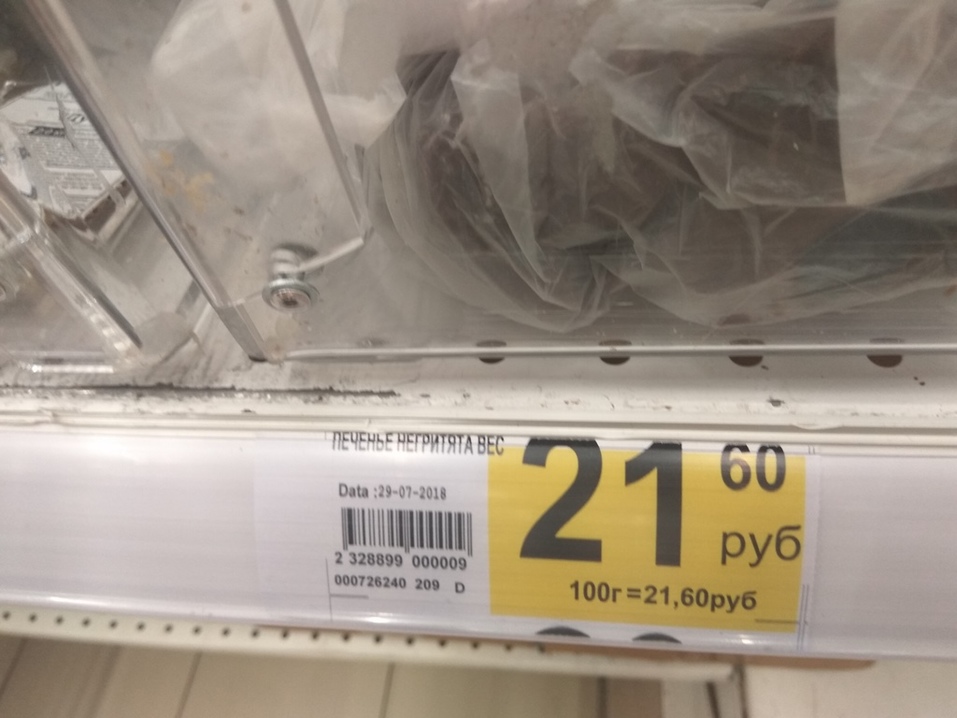 ПЕЧЕНЬЕ НЕГРИТЯТА ВЕС
Data :29-07-2018
2 328899 000009
000726240 209 D
21 60
руб
100г=21,60руб